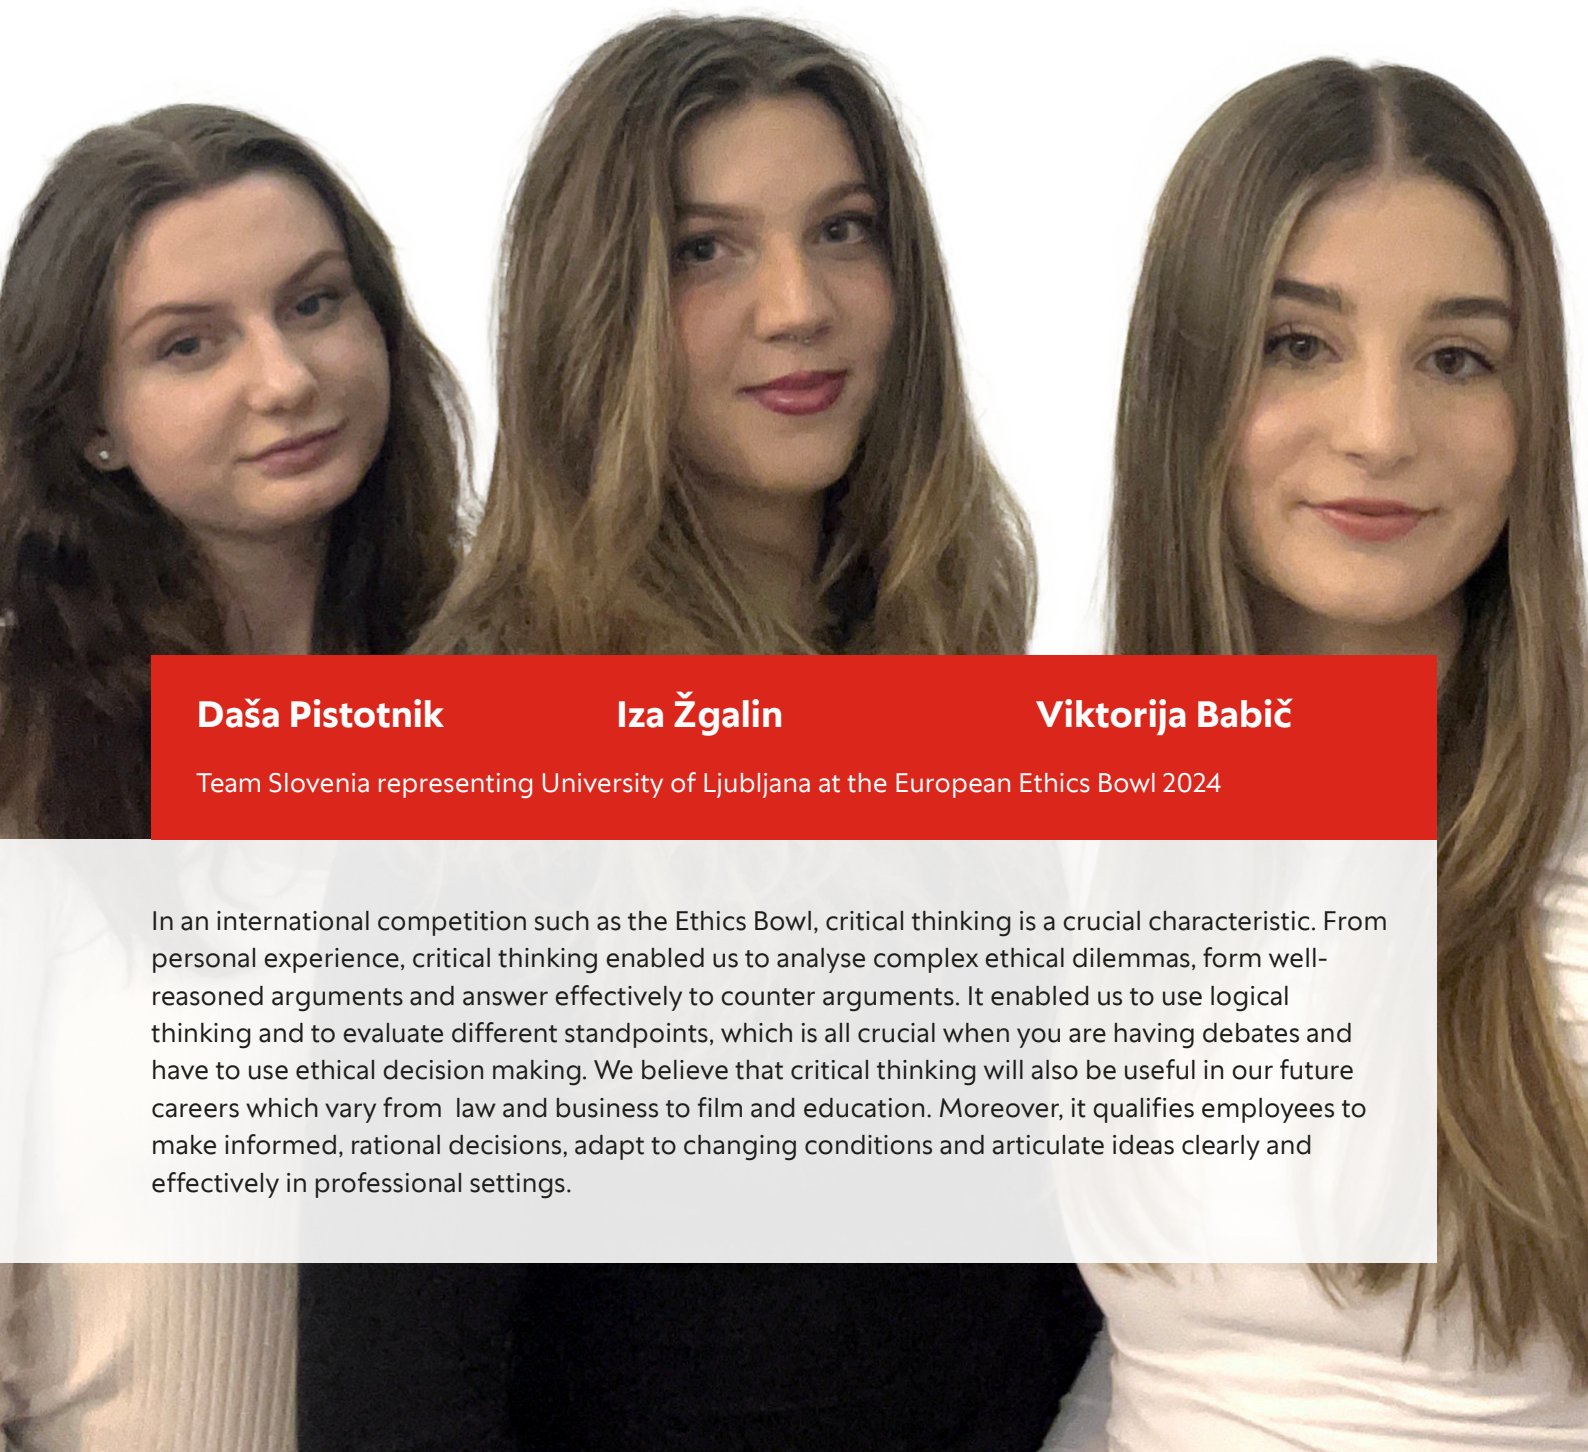 Daša Pistotnik Iza Žgalin Viktorija Babič
Team Slovenia representing University of Ljubljana at the European Ethics Bowl 2024
In an international competition such as the Ethics Bowl, critical thinking is a crucial characteristic. From
personal experience, critical thinking enabled us to analyse complex ethical dilemmas, form well-
reasoned arguments and answer effectively to counter arguments. It enabled us to use logical
thinking and to evaluate different standpoints, which is all crucial when you are having debates and
have to use ethical decision making. We believe that critical thinking will also be useful in our future
careers which vary from  law and business to film and education. Moreover, it qualifies employees to
make informed, rational decisions, adapt to changing conditions and articulate ideas clearly and
effectively in professional settings.